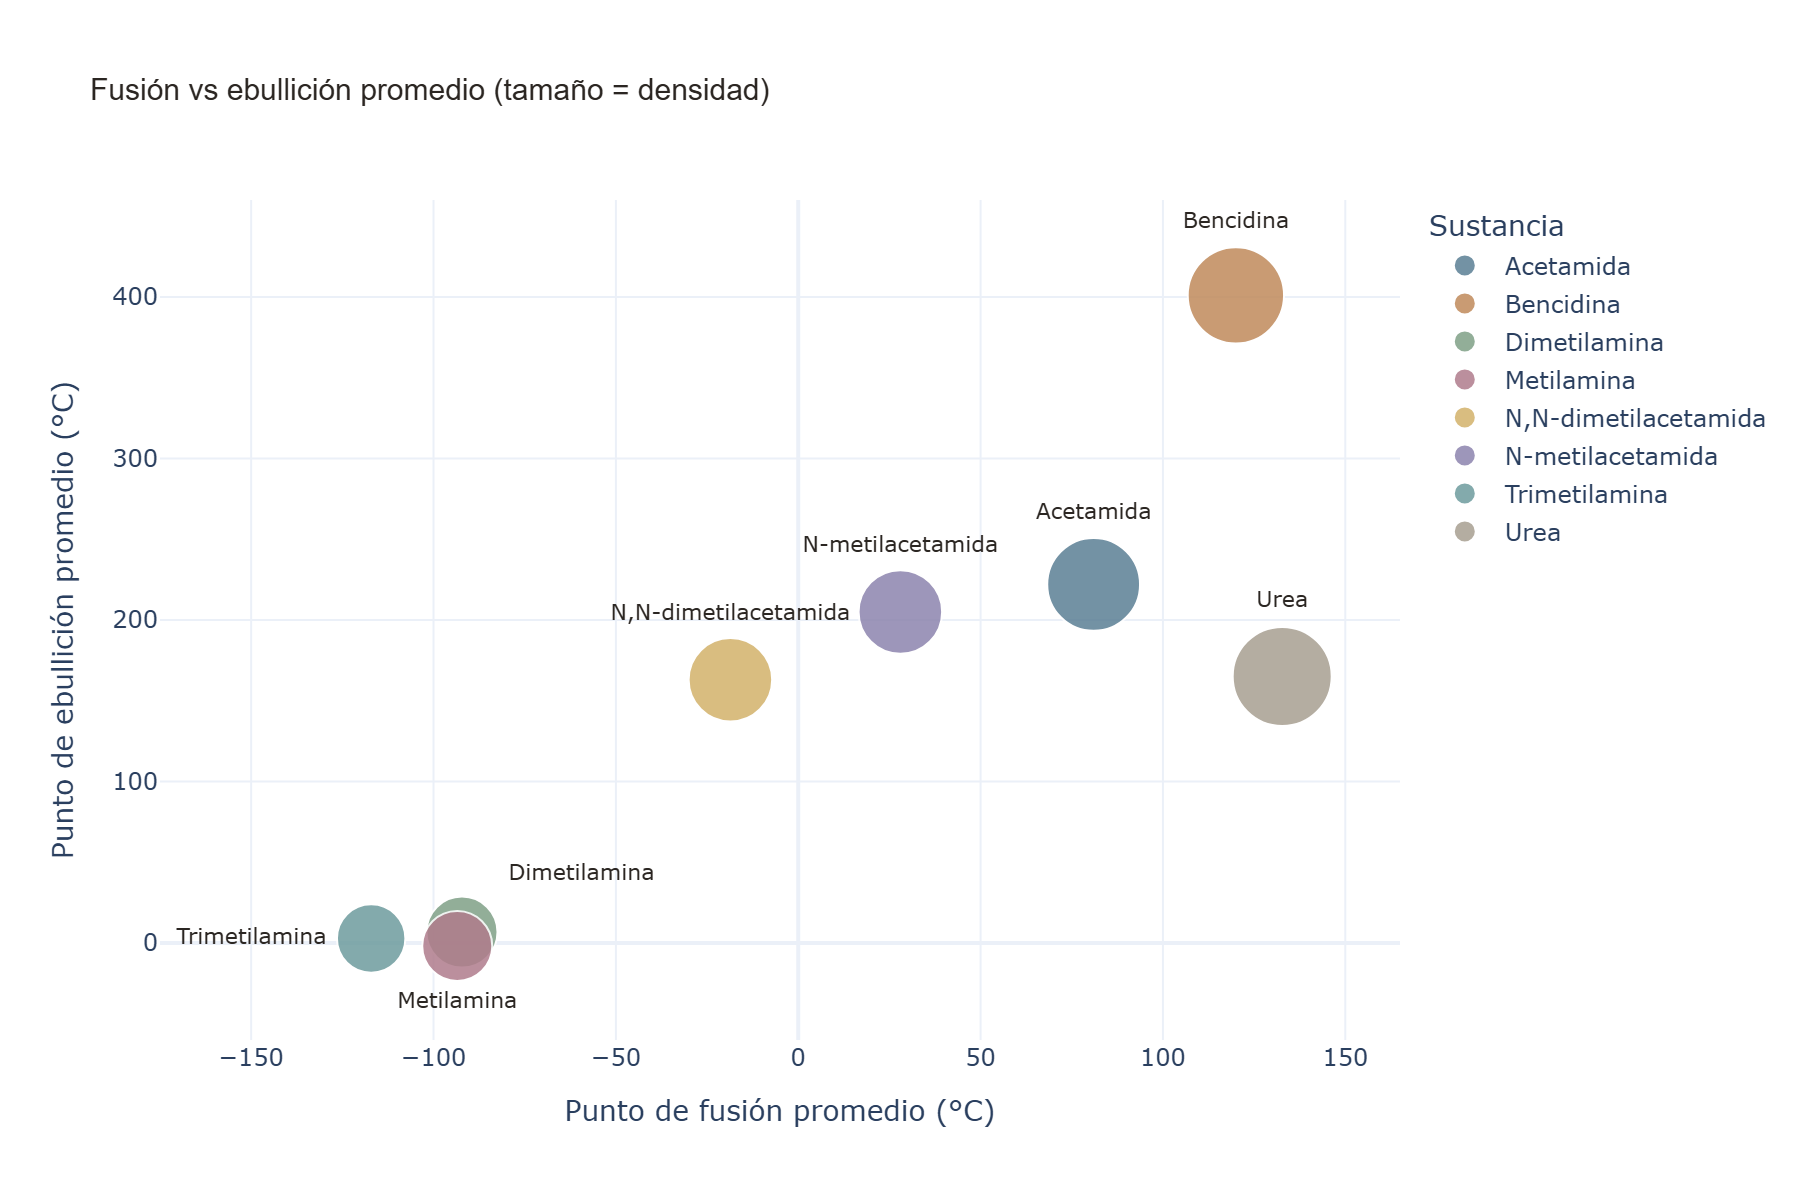 Fusión vs ebullición promedio (tamaño = densidad)
Bencidina
Acetamida
N-metilacetamida
Urea
N,N-dimetilacetamida
Dimetilamina
Trimetilamina
Metilamina
400
300
200
100
0
Punto de ebullición promedio (°C)
−150
−100
−50
0
50
100
150
Punto de fusión promedio (°C)
Sustancia
Acetamida
Bencidina
Dimetilamina
Metilamina
N,N-dimetilacetamida
N-metilacetamida
Trimetilamina
Urea